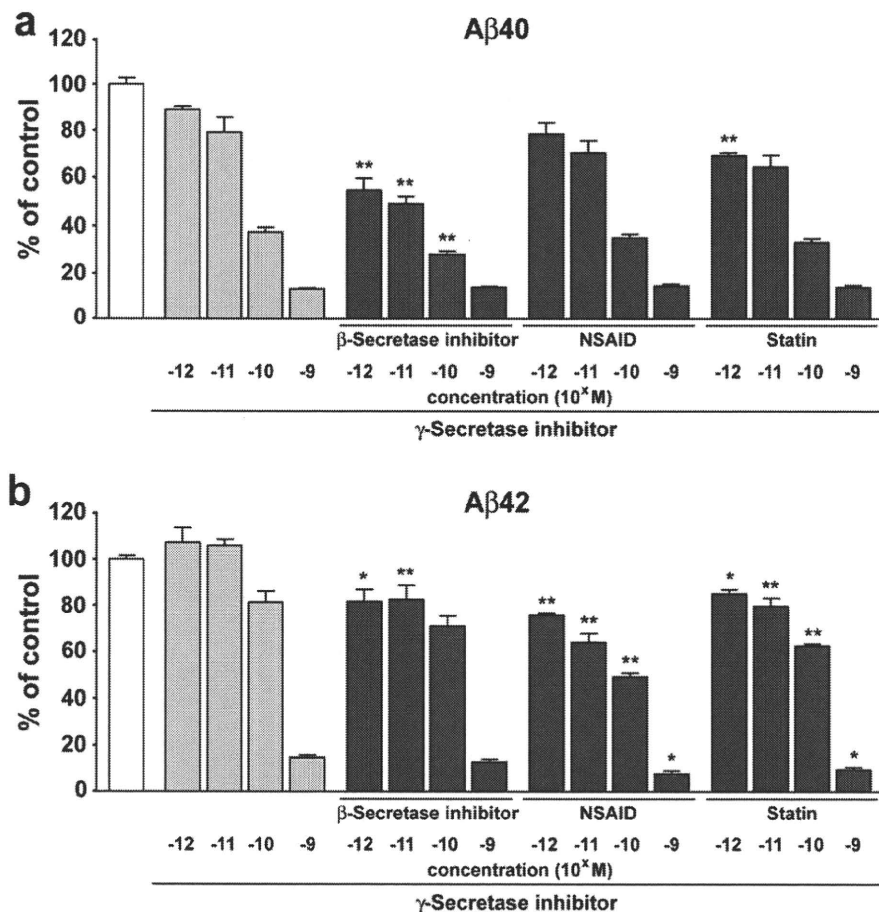 a
Aβ40
% of control
120
100
80
60
40
20
0
** ** ** **
β-Secretase inhibitor NSAID Statin
-12 -11 -10 -9 -12 -11 -10 -9 -12 -11 -10 -9 -12 -11 -10 -9
concentration (10ˣM)
γ-Secretase inhibitor
b
Aβ42
% of control
120
100
80
60
40
20
0
* ** ** ** ** * * ** ** *
β-Secretase inhibitor NSAID Statin
-12 -11 -10 -9 -12 -11 -10 -9 -12 -11 -10 -9 -12 -11 -10 -9
concentration (10ˣM)
γ-Secretase inhibitor